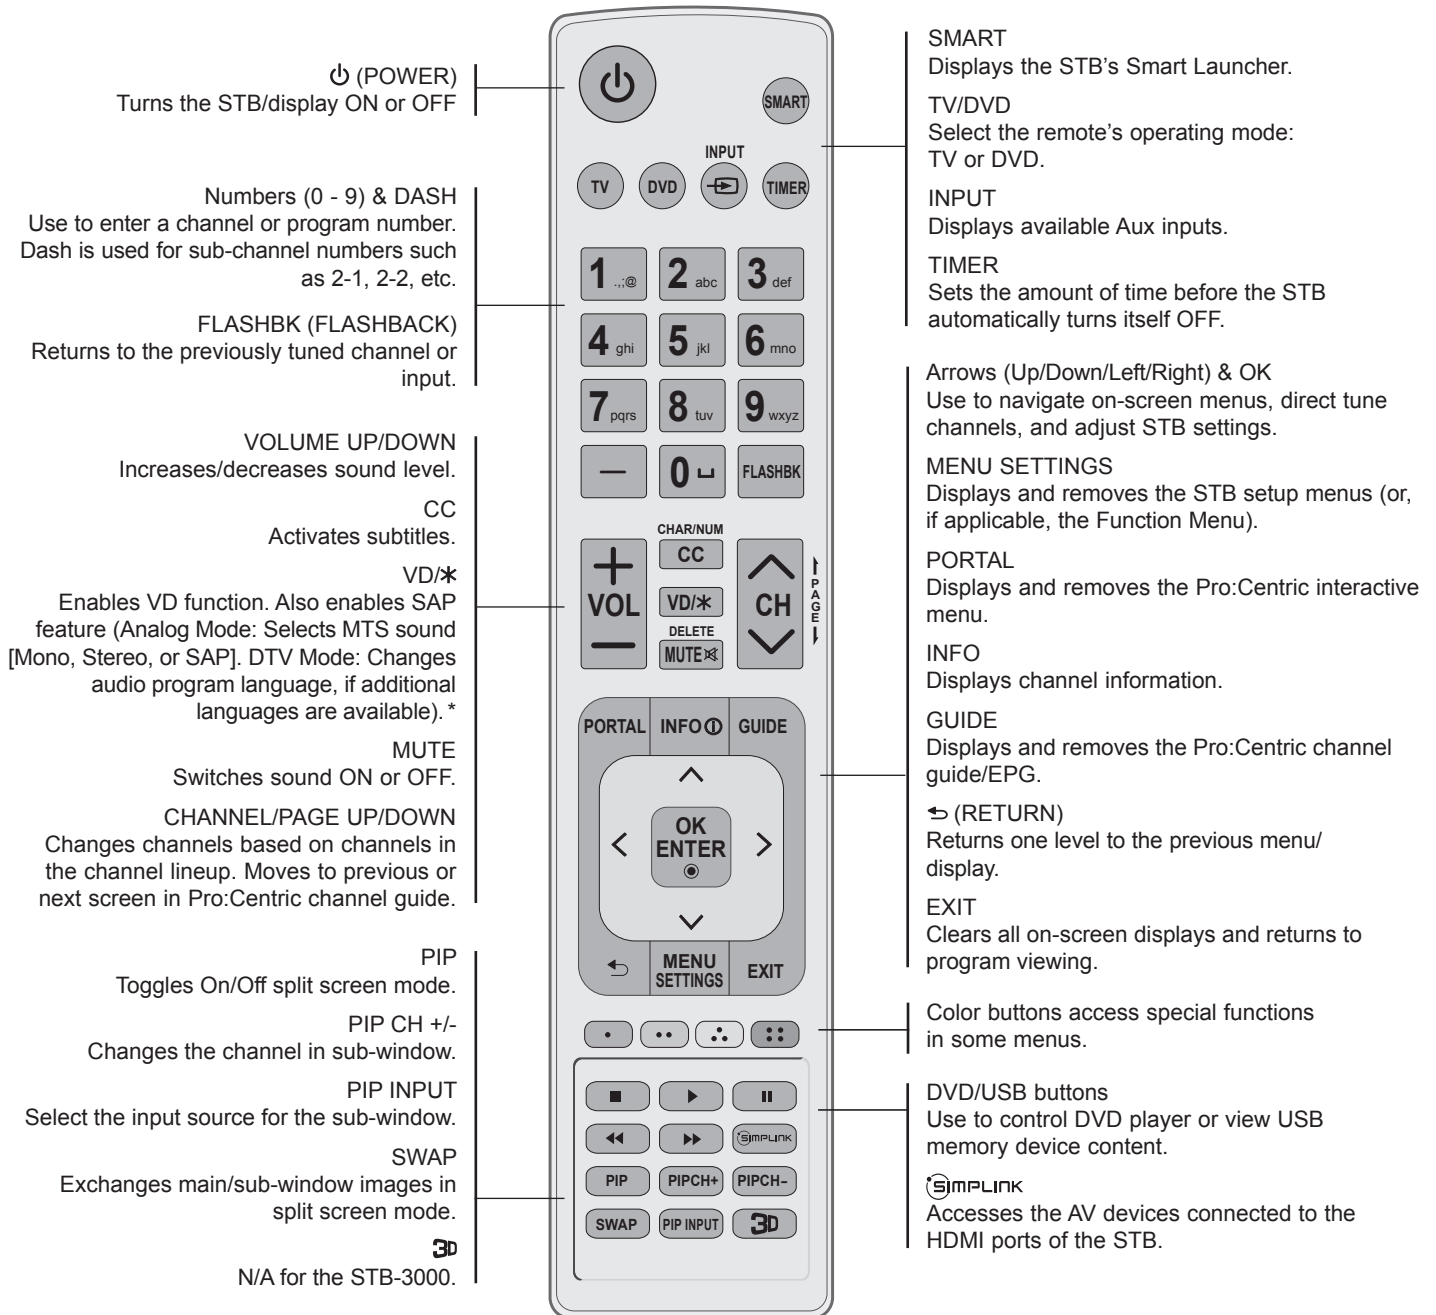 (POWER)
Turns the STB/display ON or OFF
Numbers (0 - 9) & DASH
Use to enter a channel or program number.
Dash is used for sub-channel numbers such
as 2-1, 2-2, etc.
FLASHBK (FLASHBACK)
Returns to the previously tuned channel or
input.
VOLUME UP/DOWN
Increases/decreases sound level.
CC
Activates subtitles.
VD/*
Enables VD function. Also enables SAP
feature (Analog Mode: Selects MTS sound
[Mono, Stereo, or SAP]. DTV Mode: Changes
audio program language, if additional
languages are available). *
MUTE
Switches sound ON or OFF.
CHANNEL/PAGE UP/DOWN
Changes channels based on channels in
the channel lineup. Moves to previous or
next screen in Pro:Centric channel guide.
PIP
Toggles On/Off split screen mode.
PIP CH +/-
Changes the channel in sub-window.
PIP INPUT
Select the input source for the sub-window.
SWAP
Exchanges main/sub-window images in
split screen mode.
3D
N/A for the STB-3000.
SMART
INPUT
TV DVD TIMER
1 .,;@ 2 abc 3 def
4 ghi 5 jkl 6 mno
7 pqrs 8 tuv 9 wxyz
— 0 FLASHBK
CHAR/NUM
+ CC
VOL VD/* CH PAGE
DELETE
— MUTE
PORTAL INFO GUIDE
OK
ENTER
MENU
SETTINGS EXIT
SIMPLINK
PIP PIPCH+ PIPCH-
SWAP PIP INPUT 3D
SMART
Displays the STB's Smart Launcher.
TV/DVD
Select the remote's operating mode:
TV or DVD.
INPUT
Displays available Aux inputs.
TIMER
Sets the amount of time before the STB
automatically turns itself OFF.
Arrows (Up/Down/Left/Right) & OK
Use to navigate on-screen menus, direct tune
channels, and adjust STB settings.
MENU SETTINGS
Displays and removes the STB setup menus (or,
if applicable, the Function Menu).
PORTAL
Displays and removes the Pro:Centric interactive
menu.
INFO
Displays channel information.
GUIDE
Displays and removes the Pro:Centric channel
guide/EPG.
(RETURN)
Returns one level to the previous menu/
display.
EXIT
Clears all on-screen displays and returns to
program viewing.
Color buttons access special functions
in some menus.
DVD/USB buttons
Use to control DVD player or view USB
memory device content.
SIMPLINK
Accesses the AV devices connected to the
HDMI ports of the STB.